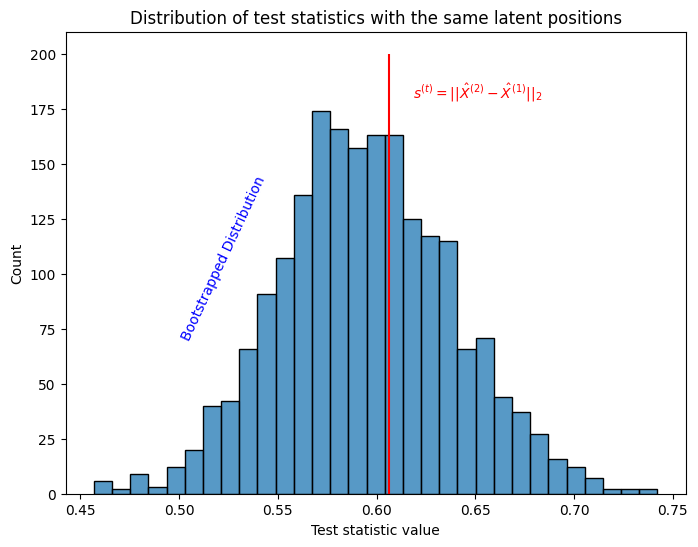 Distribution of test statistics with the same latent positions
200
175
150
125
100
75
50
25
0
Count
Bootstrapped Distribution
s^{(t)} = ||X̂^{(2)} − X̂^{(1)}||_2
0.45 0.50 0.55 0.60 0.65 0.70 0.75
Test statistic value